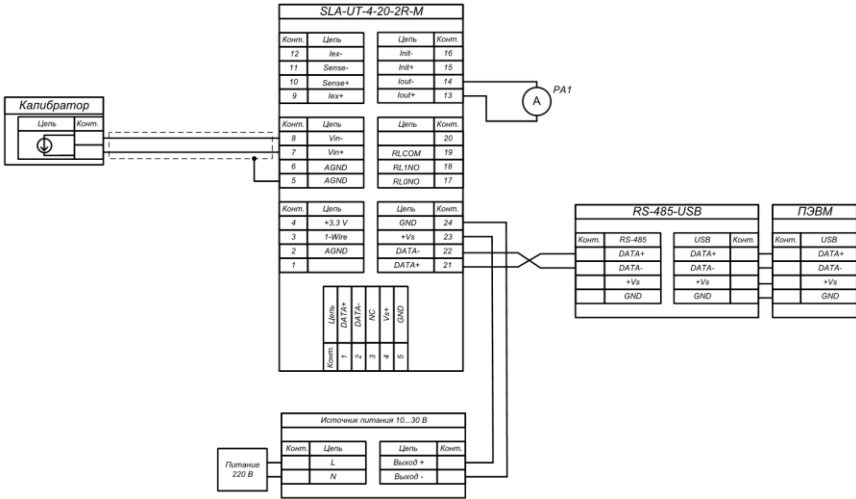 SLA-UT-4-20-2R-M
Конт. Цепь Цепь Конт.
12 Iex- Init- 16
11 Sense- Init+ 15
10 Sense+ Iout- 14
9 Iex+ Iout+ 13
A PA1
Калибратор
Цепь Конт.
Конт. Цепь Цепь Конт.
8 Vin- 20
7 Vin+ RLCOM 19
6 AGND RL1NO 18
5 AGND RL0NO 17
Конт. Цепь Цепь Конт.
4 +3,3 V GND 24
3 1-Wire +Vs 23
2 AGND DATA- 22
1 DATA+ 21
RS-485-USB ПЭВМ
Конт. RS-485 USB Конт. Конт. USB
DATA+ DATA+ DATA+
DATA- DATA- DATA-
+Vs +Vs +Vs
GND GND GND
Конт. Цепь
1 DATA+
2 DATA-
3 NC
4 Vs+
5 GND
Источник питания 10...30 В
Конт. Цепь Цепь Конт.
L Выход +
N Выход -
Питание
220 В